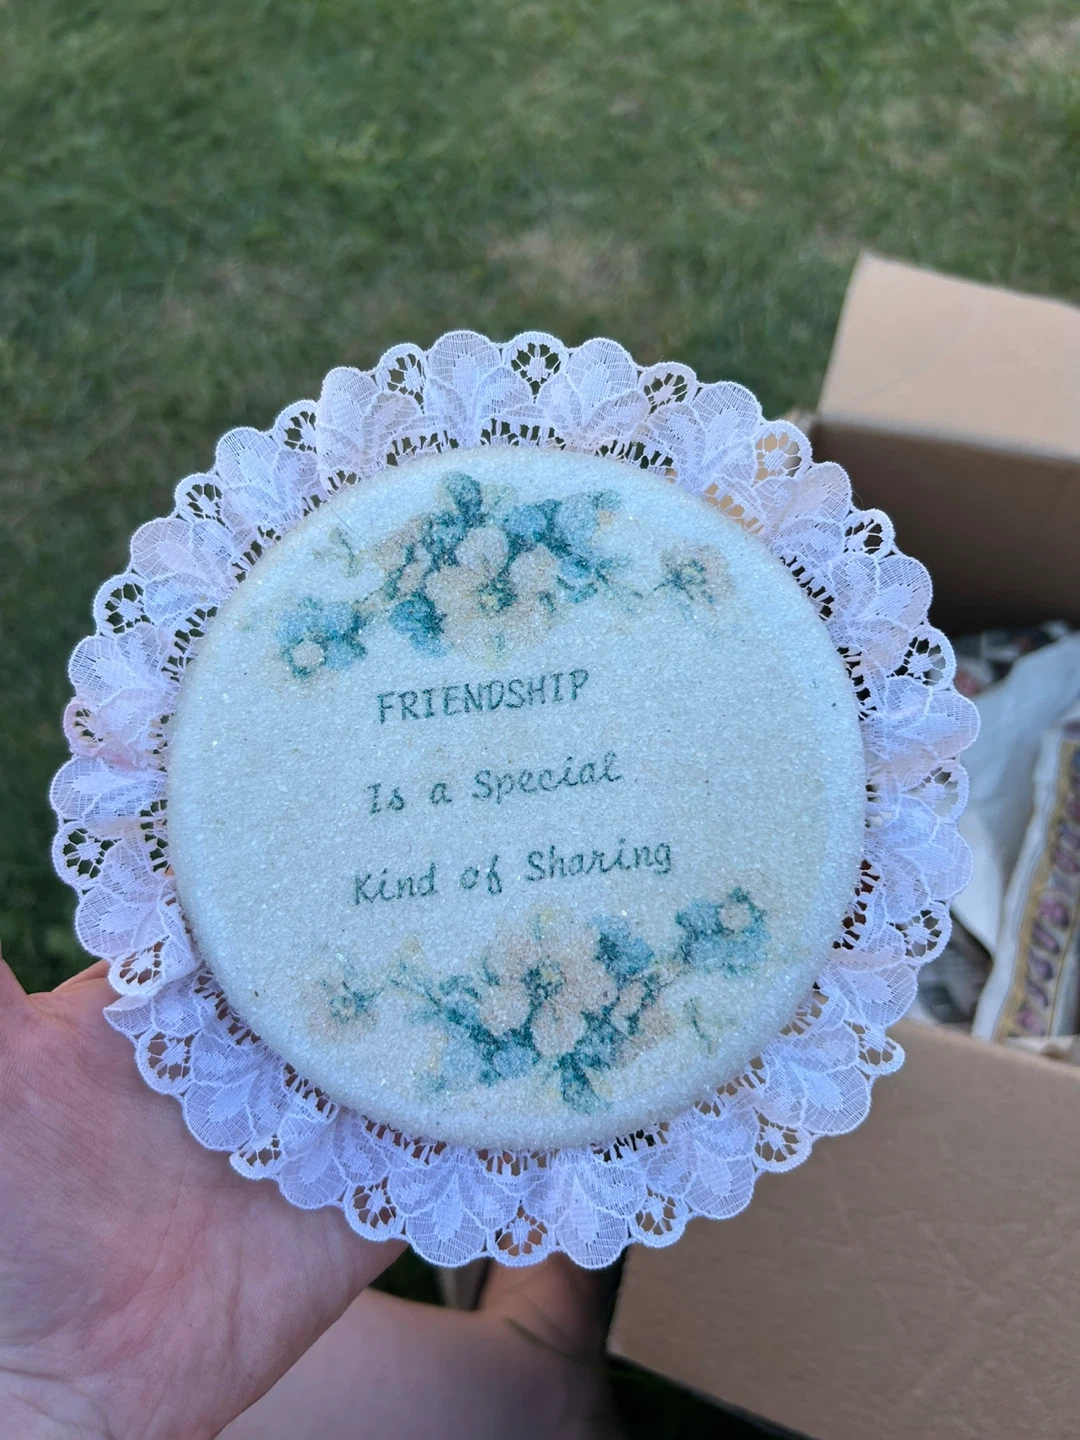 FRIENDSHIP
Is a Special
Kind of Sharing